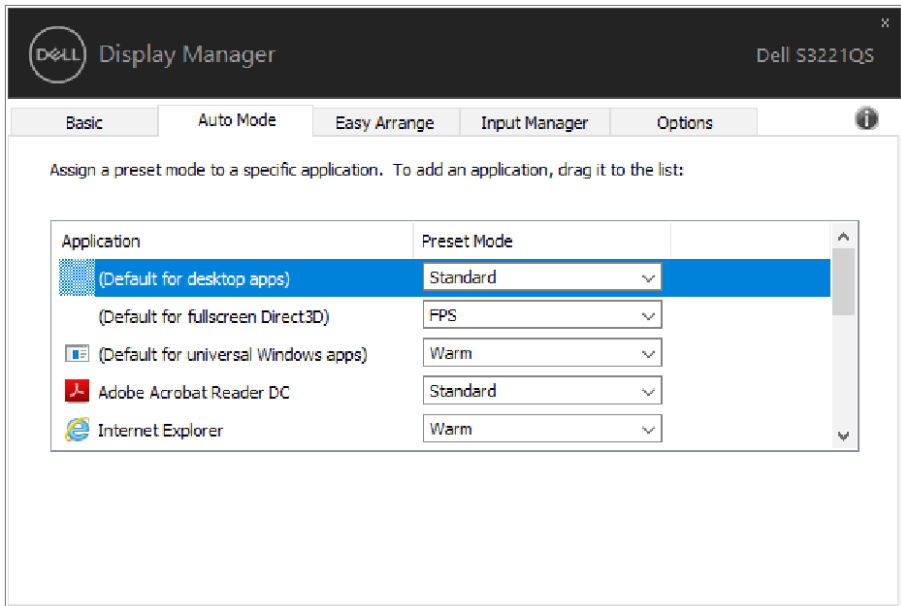 x
DELL Display Manager Dell S3221QS
Basic Auto Mode Easy Arrange Input Manager Options
Assign a preset mode to a specific application. To add an application, drag it to the list:
Application Preset Mode
(Default for desktop apps) Standard
(Default for fullscreen Direct3D) FPS
(Default for universal Windows apps) Warm
Adobe Acrobat Reader DC Standard
Internet Explorer Warm